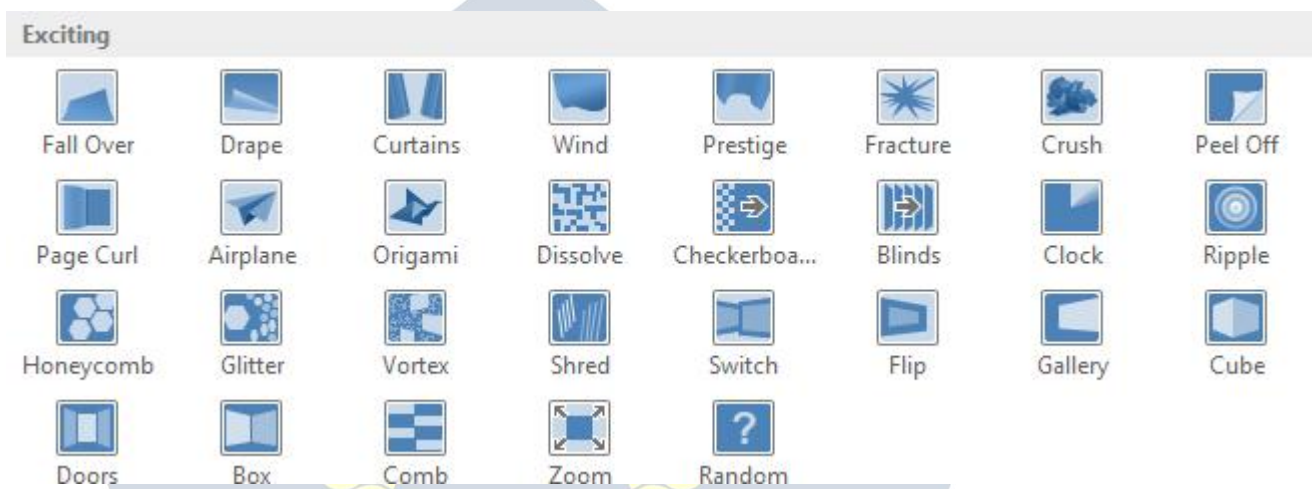 Exciting
Fall Over Drape Curtains Wind Prestige Fracture Crush Peel Off
Page Curl Airplane Origami Dissolve Checkerboa... Blinds Clock Ripple
Honeycomb Glitter Vortex Shred Switch Flip Gallery Cube
?
Doors Box Comb Zoom Random